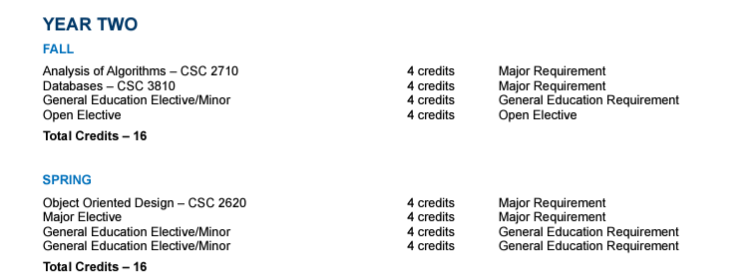 YEAR TWO
FALL
Analysis of Algorithms – CSC 2710 4 credits Major Requirement
Databases – CSC 3810 4 credits Major Requirement
General Education Elective/Minor 4 credits General Education Requirement
Open Elective 4 credits Open Elective
Total Credits – 16
SPRING
Object Oriented Design – CSC 2620 4 credits Major Requirement
Major Elective 4 credits Major Requirement
General Education Elective/Minor 4 credits General Education Requirement
General Education Elective/Minor 4 credits General Education Requirement
Total Credits – 16